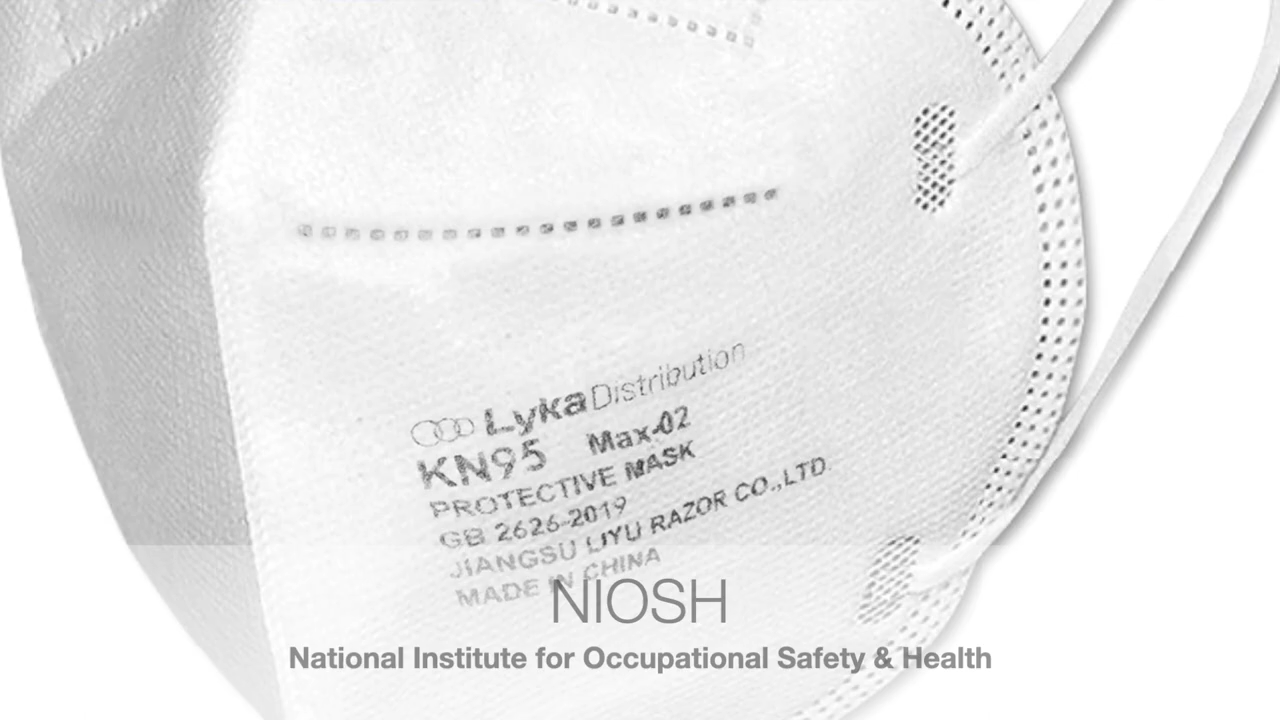 Lyka Distribution
KN95 Max-02
PROTECTIVE MASK
GB 2626-2019
JIANGSU LIYU RAZOR CO.,LTD.
MADE IN CHINA
NIOSH
National Institute for Occupational Safety & Health